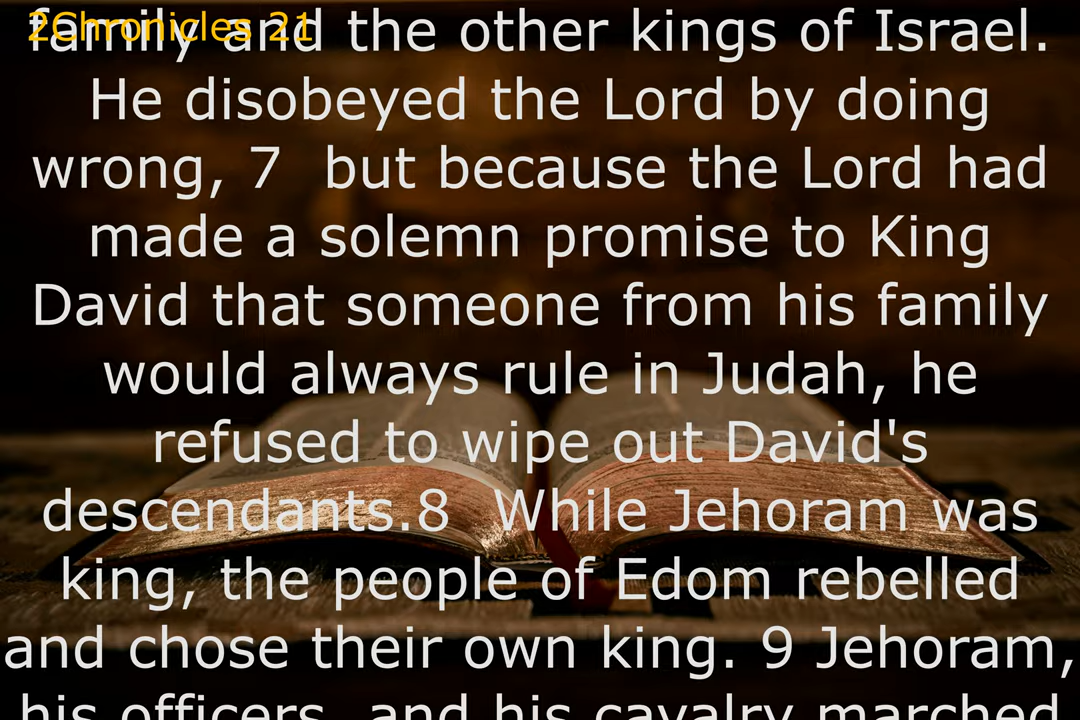 2Chronicles 21
family and the other kings of Israel.
He disobeyed the Lord by doing
wrong, 7  but because the Lord had
made a solemn promise to King
David that someone from his family
would always rule in Judah, he
refused to wipe out David's
descendants.8  While Jehoram was
king, the people of Edom rebelled
and chose their own king. 9 Jehoram,
his officers, and his cavalry marched